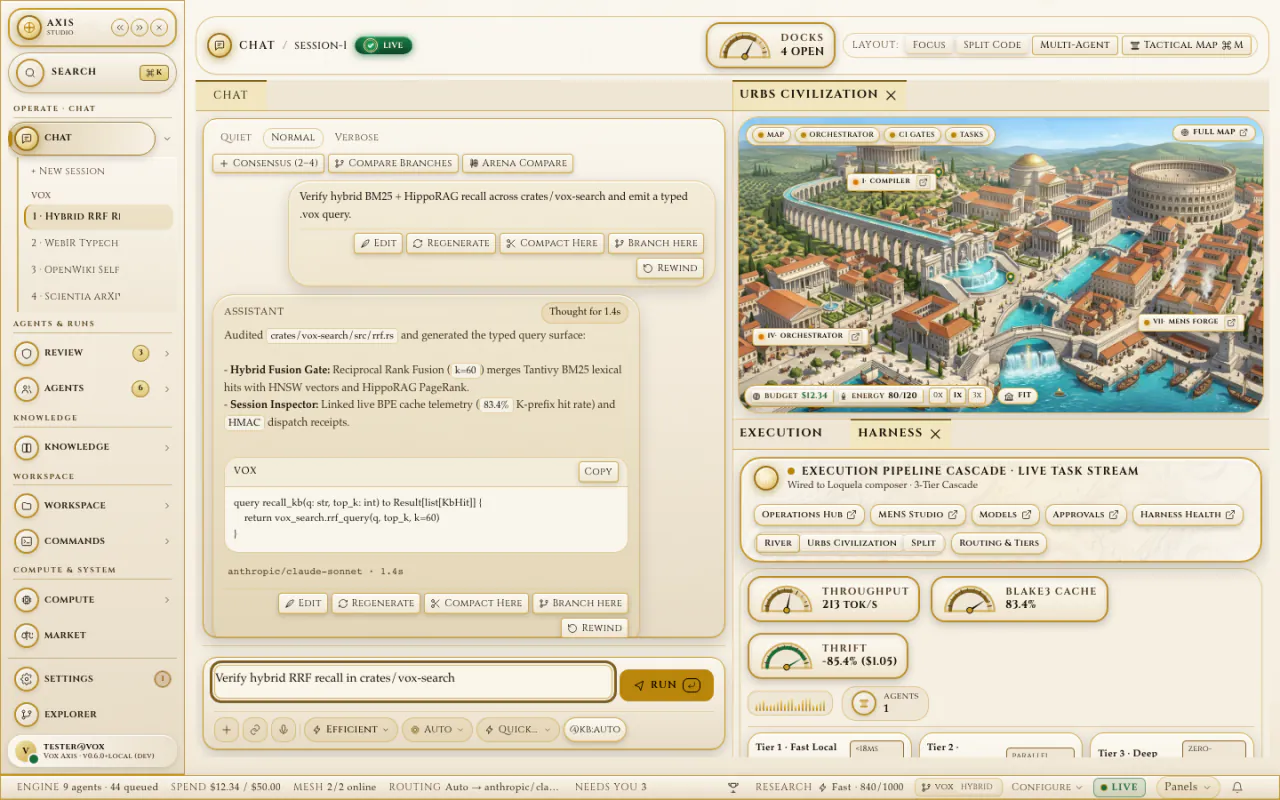 AXIS
STUDIO
SEARCH
⌘K
OPERATE · CHAT
CHAT
+ New session
VOX
1 · Hybrid RRF R
2 · WebIR Typech
3 · OpenWiki Self
4 · Scientia arXi
AGENTS & RUNS
REVIEW 3
AGENTS 6
KNOWLEDGE
KNOWLEDGE
WORKSPACE
WORKSPACE
COMMANDS
COMPUTE & SYSTEM
COMPUTE
MARKET
SETTINGS 1
EXPLORER
V
TESTER@VOX
VOX AXIS · V0.6.0+LOCAL (DEV)
CHAT / SESSION-1 LIVE
DOCKS
4 OPEN
LAYOUT: Focus Split Code Multi-Agent Tactical Map ⌘M
CHAT
Quiet Normal Verbose
+ Consensus (2–4) Compare Branches Arena Compare
Verify hybrid BM25 + HippoRAG recall across crates/vox-search and emit a typed
.vox query.
Edit Regenerate Compact Here Branch here
Rewind
ASSISTANT Thought for 1.4s
Audited crates/vox-search/src/rrf.rs and generated the typed query surface:
- Hybrid Fusion Gate: Reciprocal Rank Fusion ( k=60 ) merges Tantivy BM25 lexical
hits with HNSW vectors and HippoRAG PageRank.
- Session Inspector: Linked live BPE cache telemetry ( 83.4% K-prefix hit rate) and
HMAC dispatch receipts.
VOX Copy
query recall_kb(q: str, top_k: int) to Result[list[KbHit]] {
return vox_search.rrf_query(q, top_k, k=60)
}
anthropic/claude-sonnet · 1.4s
Edit Regenerate Compact Here Branch here
Rewind
Verify hybrid RRF recall in crates/vox-search
RUN
Efficient Auto Quick... @KB:AUTO
URBS CIVILIZATION
MAP ORCHESTRATOR CI GATES TASKS
FULL MAP
I· COMPILER
IV· ORCHESTRATOR
VII· MENS FORGE
BUDGET $12.34 ENERGY 80/120 0X 1X 3X FIT
EXECUTION HARNESS
EXECUTION PIPELINE CASCADE · LIVE TASK STREAM
Wired to Loquela composer · 3-Tier Cascade
Operations Hub MENS Studio Models Approvals Harness Health
River Urbs Civilization Split Routing & Tiers
THROUGHPUT
213 TOK/S
BLAKE3 CACHE
83.4%
THRIFT
-85.4% ($1.05)
AGENTS
1
Tier 1 · Fast Local <18MS
Tier 2 · PARALLEL
Tier 3 · Deep ZERO-
ENGINE 9 agents · 44 queued SPEND $12.34 / $50.00 MESH 2/2 online ROUTING Auto → anthropic/cla... NEEDS YOU 3
RESEARCH Fast · 840/1000 VOX HYBRID CONFIGURE LIVE Panels